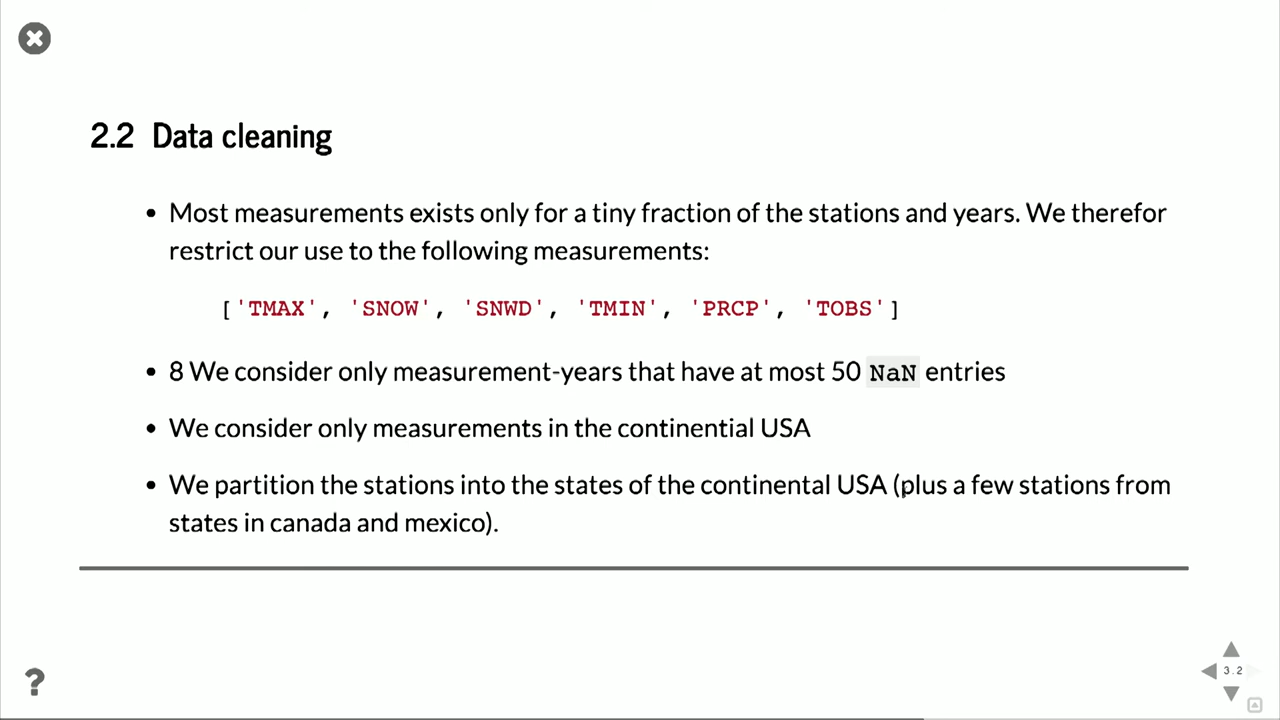 2.2 Data cleaning
• Most measurements exists only for a tiny fraction of the stations and years. We therefor
restrict our use to the following measurements:
['TMAX', 'SNOW', 'SNWD', 'TMIN', 'PRCP', 'TOBS']
• 8 We consider only measurement-years that have at most 50 NaN entries
• We consider only measurements in the continential USA
• We partition the stations into the states of the continental USA (plus a few stations from
states in canada and mexico).
?
3.2